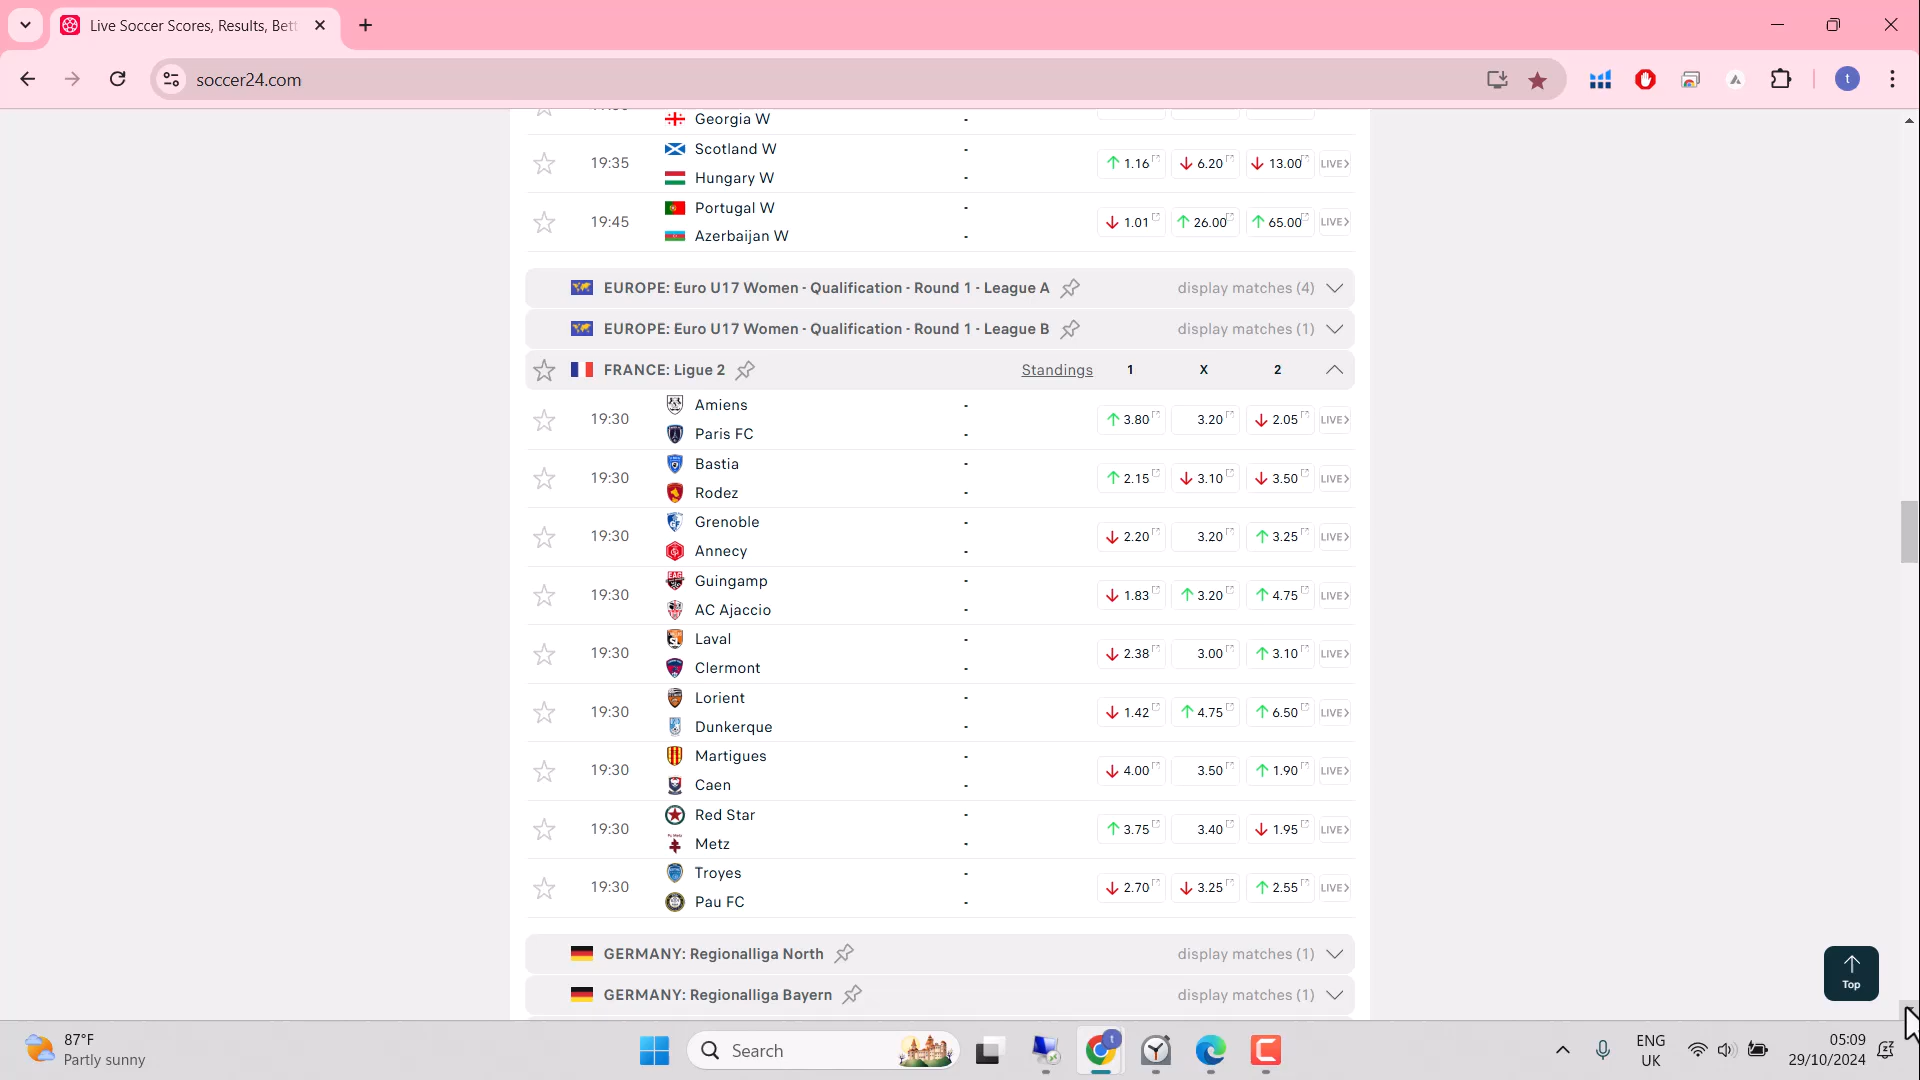 Live Soccer Scores, Results, Bett
soccer24.com
t
Georgia W -
19:35 Scotland W - 1.16 6.20 13.00 LIVE
Hungary W -
19:45 Portugal W - 1.01 26.00 65.00 LIVE
Azerbaijan W -
EUROPE: Euro U17 Women - Qualification - Round 1 - League A display matches (4)
EUROPE: Euro U17 Women - Qualification - Round 1 - League B display matches (1)
FRANCE: Ligue 2 Standings 1 X 2
19:30 Amiens - 3.80 3.20 2.05 LIVE
Paris FC -
19:30 Bastia - 2.15 3.10 3.50 LIVE
Rodez -
19:30 Grenoble - 2.20 3.20 3.25 LIVE
Annecy -
19:30 Guingamp - 1.83 3.20 4.75 LIVE
AC Ajaccio -
19:30 Laval - 2.38 3.00 3.10 LIVE
Clermont -
19:30 Lorient - 1.42 4.75 6.50 LIVE
Dunkerque -
19:30 Martigues - 4.00 3.50 1.90 LIVE
Caen -
19:30 Red Star - 3.75 3.40 1.95 LIVE
Metz -
19:30 Troyes - 2.70 3.25 2.55 LIVE
Pau FC -
GERMANY: Regionalliga North display matches (1)
GERMANY: Regionalliga Bayern display matches (1)
Top
87°F
Partly sunny
Search
ENG
UK
05:09
29/10/2024